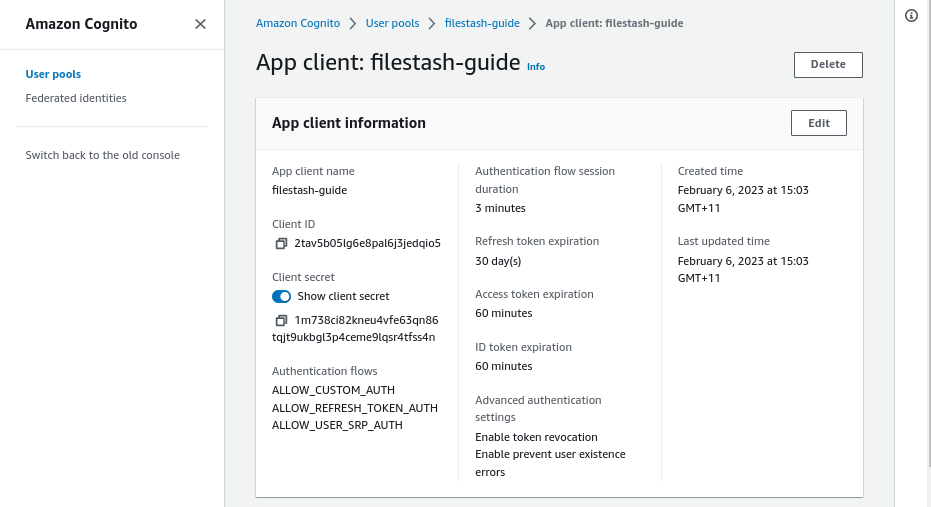 Amazon Cognito
User pools
Federated identities
Switch back to the old console
Amazon Cognito > User pools > filestash-guide > App client: filestash-guide
App client: filestash-guide Info
Delete
App client information
Edit
App client name
filestash-guide
Client ID
2tav5b05lg6e8pal6j3jedqio5
Client secret
Show client secret
1m738ci82kneu4vfe63qn86
tqjt9ukbgl3p4ceme9lqsr4tfss4n
Authentication flows
ALLOW_CUSTOM_AUTH
ALLOW_REFRESH_TOKEN_AUTH
ALLOW_USER_SRP_AUTH
Authentication flow session
duration
3 minutes
Refresh token expiration
30 day(s)
Access token expiration
60 minutes
ID token expiration
60 minutes
Advanced authentication
settings
Enable token revocation
Enable prevent user existence
errors
Created time
February 6, 2023 at 15:03
GMT+11
Last updated time
February 6, 2023 at 15:03
GMT+11